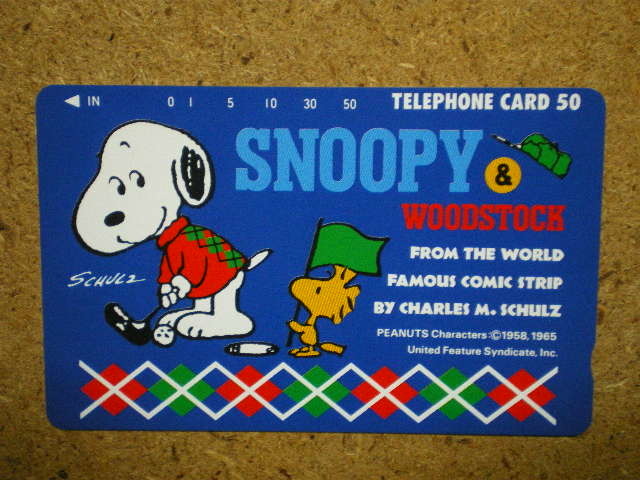 ◀ IN 0 1 5 10 30 50 TELEPHONE CARD 50
SNOOPY
&
WOODSTOCK
FROM THE WORLD
FAMOUS COMIC STRIP
BY CHARLES M. SCHULZ
PEANUTS Characters:©1958, 1965
United Feature Syndicate, Inc.
SCHULZ